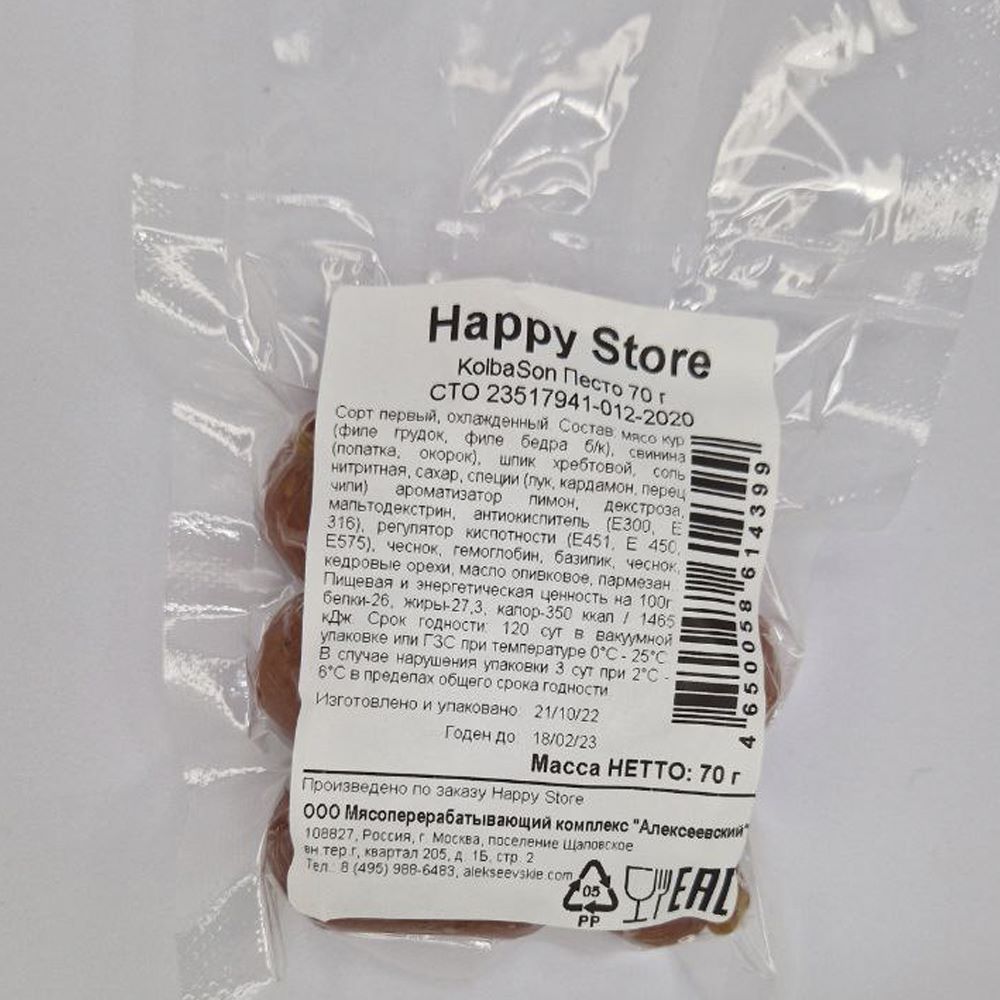 Happy Store
KolbaSon Песто 70 г
СТО 23517941-012-2020
Сорт первый, охлажденный. Состав: мясо кур
(филе грудок, филе бедра б/к), свинина
(лопатка, окорок), шпик хребтовой, соль
нитритная, сахар, специи (лук, кардамон, перец
чили) ароматизатор лимон, декстроза,
мальтодекстрин, антиокислитель (Е300, Е
316), регулятор кислотности (Е451, Е 450,
Е575), чеснок, гемоглобин, базилик, чеснок,
кедровые орехи, масло оливковое, пармезан.
Пищевая и энергетическая ценность на 100г:
белки-26, жиры-27,3, калор-350 ккал / 1465
кДж. Срок годности: 120 сут в вакуумной
упаковке или ГЗС при температуре 0°С - 25°С
В случае нарушения упаковки 3 сут при 2°С -
6°С в пределах общего срока годности.
Изготовлено и упаковано: 21/10/22
Годен до 18/02/23
Масса НЕТТО: 70 г
4650058614399
Произведено по заказу Happy Store
ООО Мясоперерабатывающий комплекс "Алексеевский"
108827, Россия, г. Москва, поселение Щаповское
вн.тер.г, квартал 205, д. 1Б, стр. 2
Тел.: 8 (495) 988-6483, alekseevskie.com
05
PP
EAC